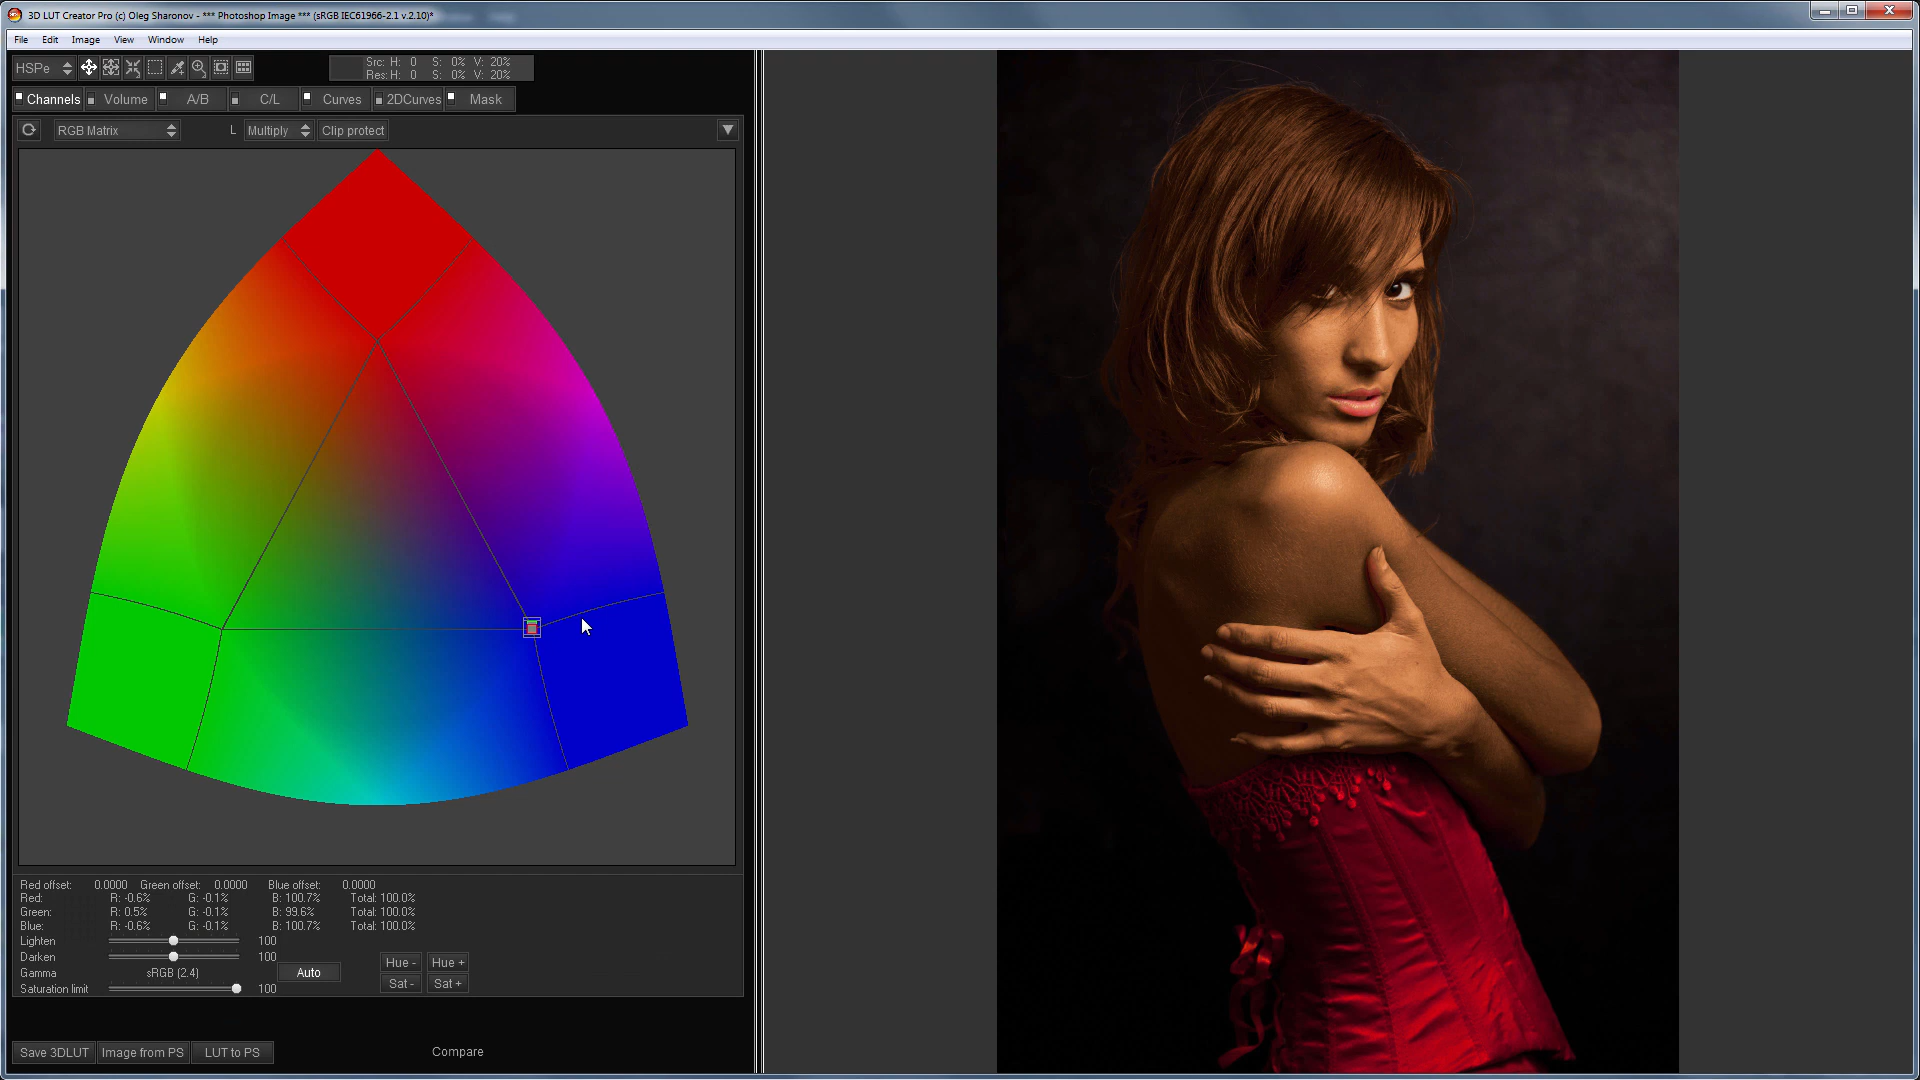 3D LUT Creator Pro (c) Oleg Sharonov - *** Photoshop Image *** (sRGB IEC61966-2.1 v.2.10)*
File Edit Image View Window Help
HSPe
Src: H: 0 S: 0% V: 20%
Res: H: 0 S: 0% V: 20%
Channels Volume A/B C/L Curves 2DCurves Mask
RGB Matrix L Multiply Clip protect
Red offset: 0.0000 Green offset: 0.0000 Blue offset: 0.0000
Red: R: -0.6% G: -0.1% B: 100.7% Total: 100.0%
Green: R: 0.5% G: -0.1% B: 99.6% Total: 100.0%
Blue: R: -0.6% G: -0.1% B: 100.7% Total: 100.0%
Lighten 100
Darken 100
Gamma sRGB (2.4) Auto
Hue - Hue +
Sat - Sat +
Saturation limit 100
Save 3DLUT Image from PS LUT to PS Compare